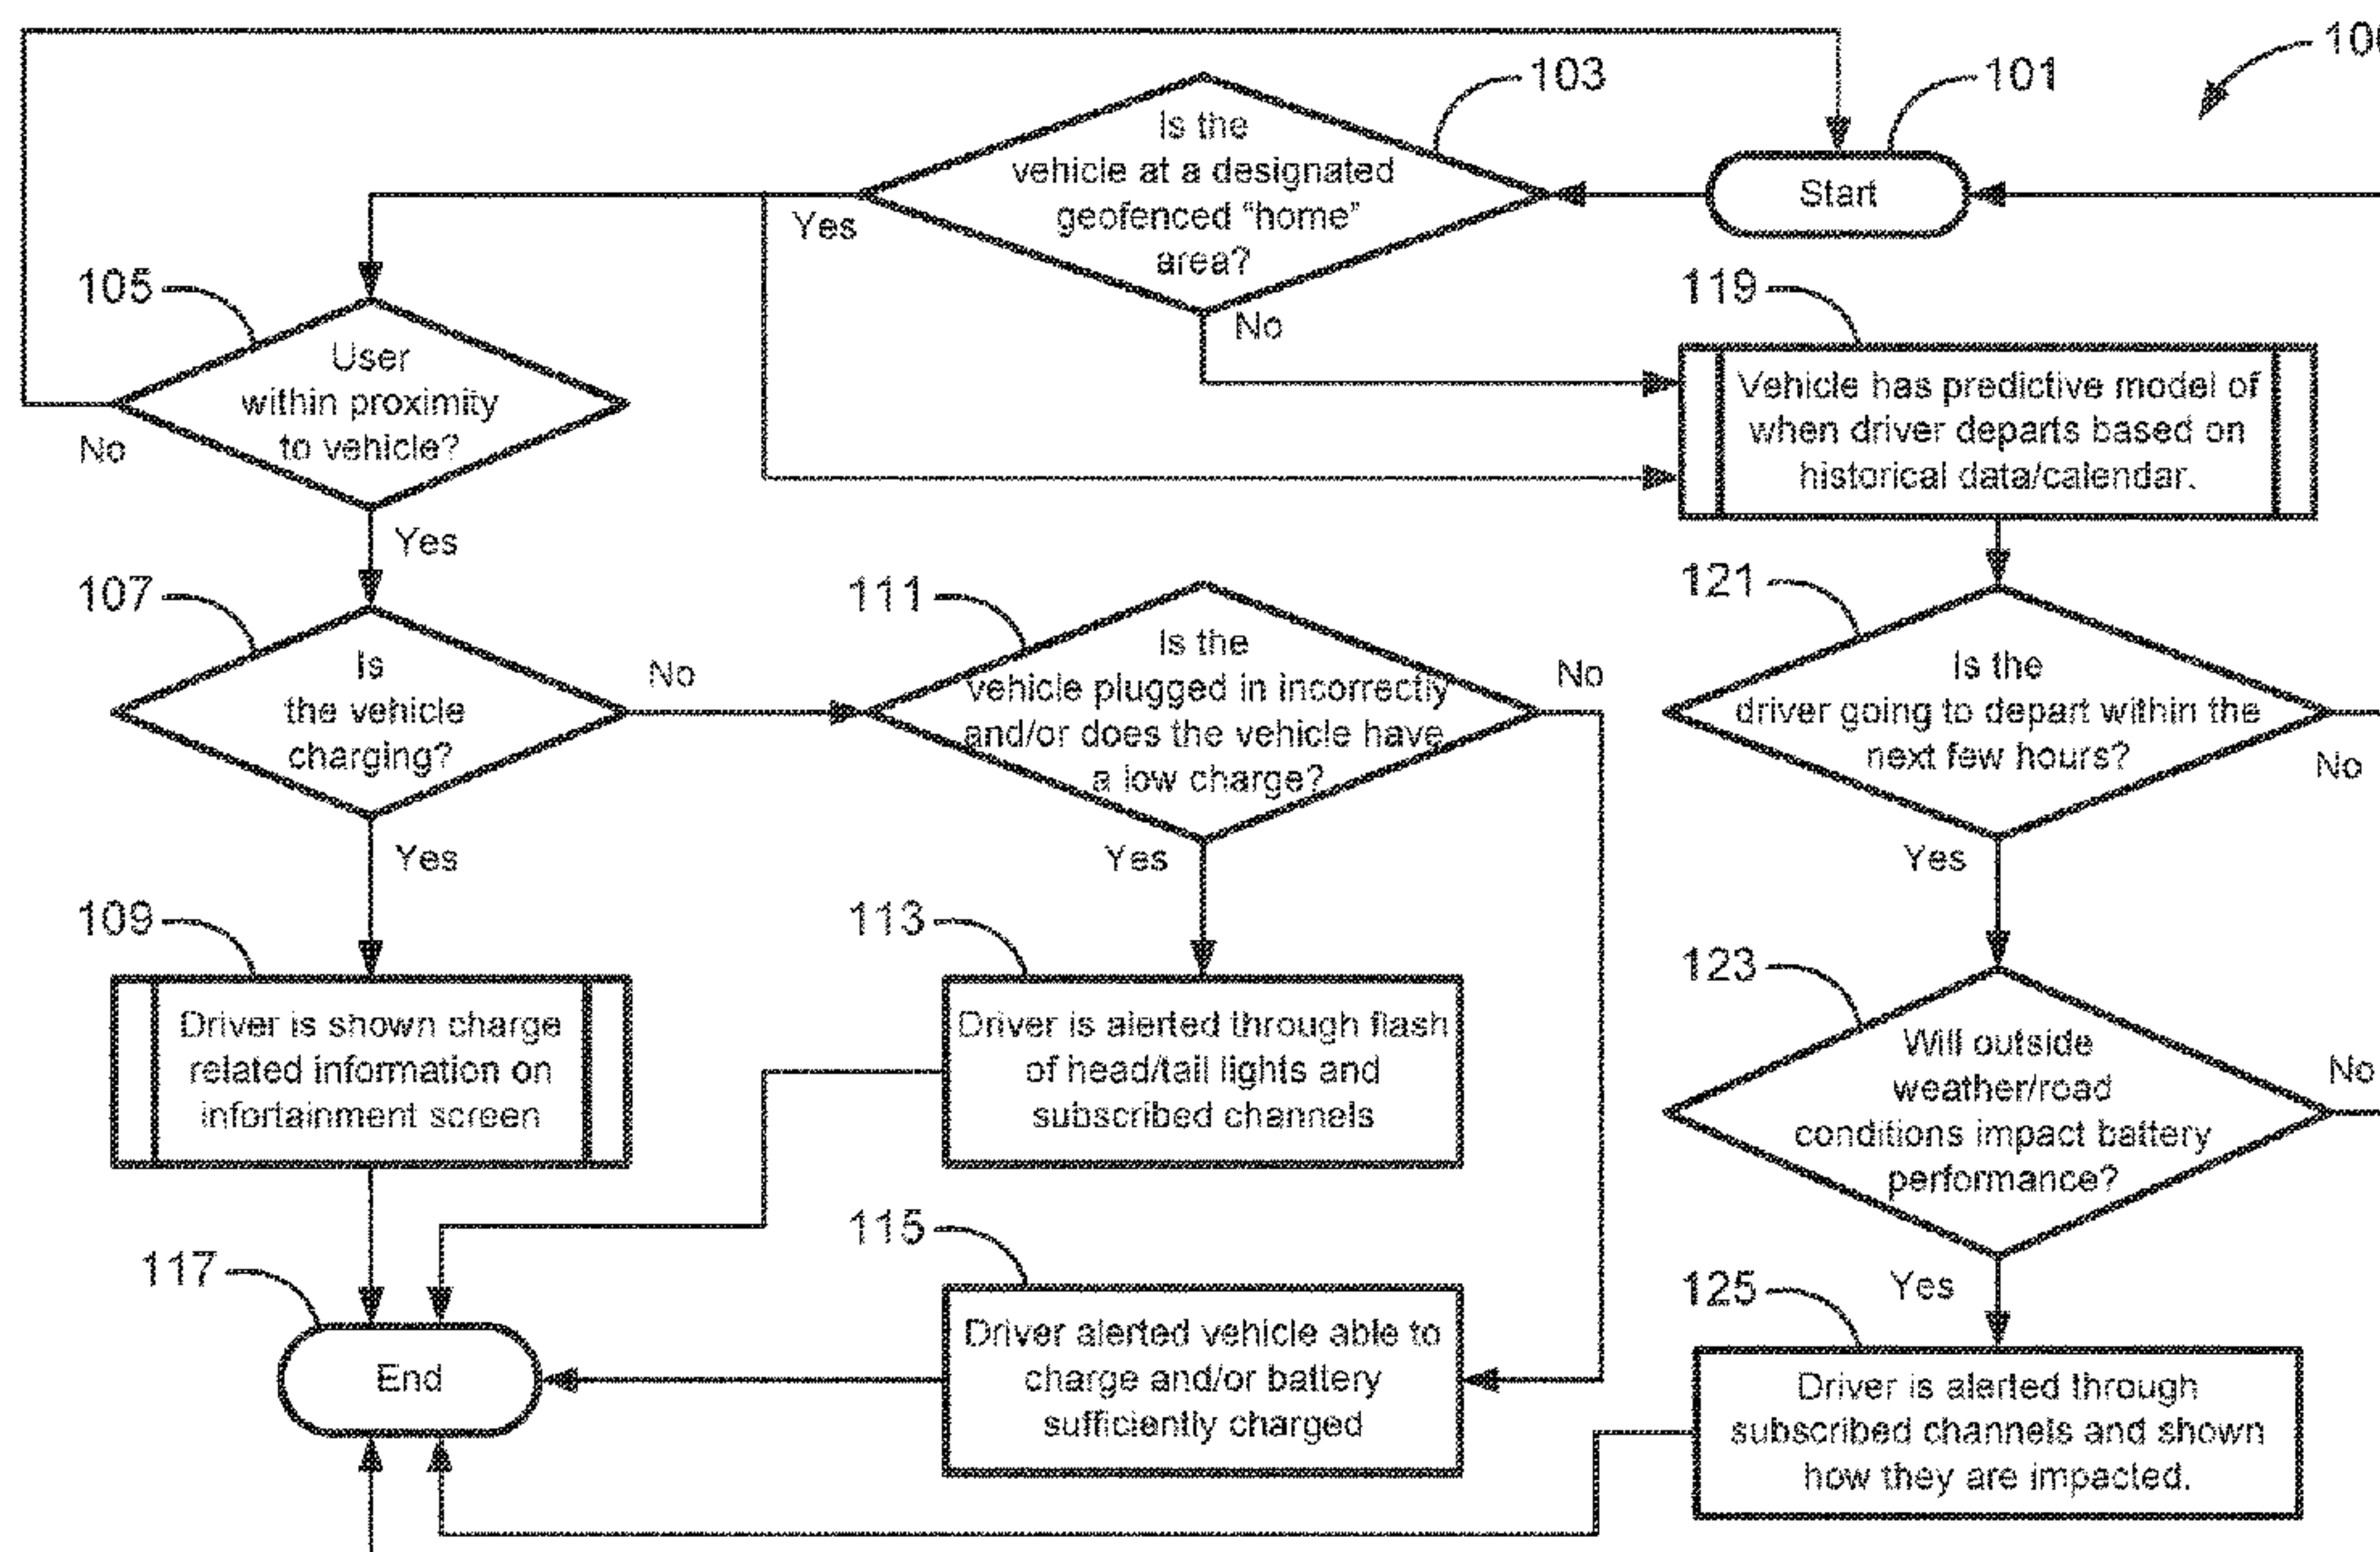 100
103
101
Is the
vehicle at a designated
geofenced "home"
area?
Start
Yes
No
105
User
within proximity
to vehicle?
No
Yes
119
Vehicle has predictive model of
when driver departs based on
historical data/calendar.
107
Is
the vehicle
charging?
No
Yes
111
Is the
vehicle plugged in incorrectly
and/or does the vehicle have
a low charge?
No
Yes
121
Is the
driver going to depart within the
next few hours?
No
Yes
109
Driver is shown charge
related information on
infortainment screen
113
Driver is alerted through flash
of head/tail lights and
subscribed channels
123
Will outside
weather/road
conditions impact battery
performance?
No
Yes
117
End
115
Driver alerted vehicle able to
charge and/or battery
sufficiently charged
125
Driver is alerted through
subscribed channels and shown
how they are impacted.